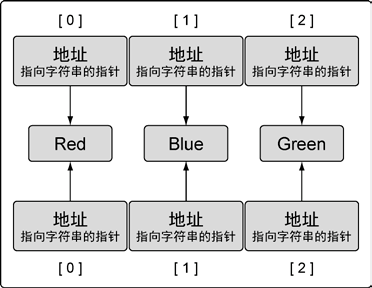 [ 0 ] [ 1 ] [ 2 ]
地址 地址 地址
指向字符串的指针 指向字符串的指针 指向字符串的指针
Red Blue Green
地址 地址 地址
指向字符串的指针 指向字符串的指针 指向字符串的指针
[ 0 ] [ 1 ] [ 2 ]